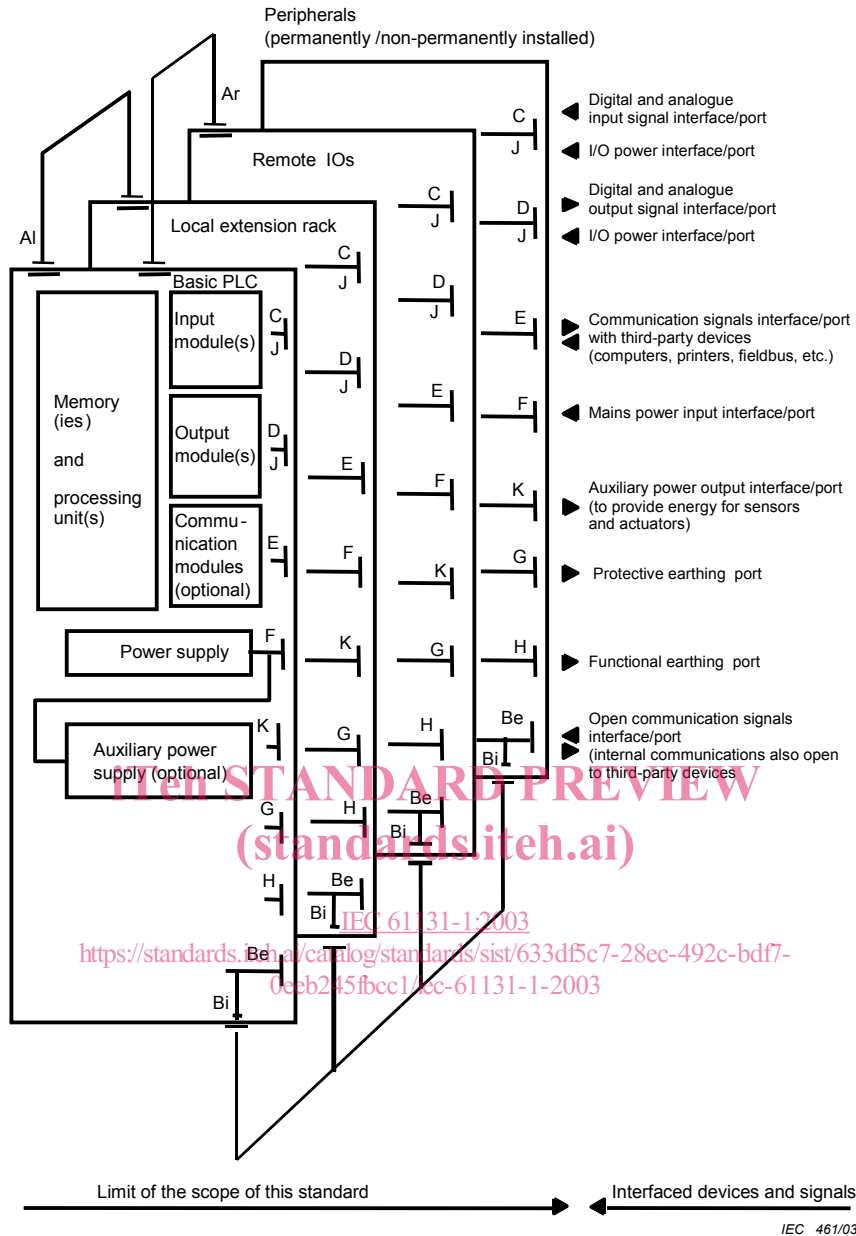 Peripherals
(permanently /non-permanently installed)
Ar
Al
Remote IOs
Local extension rack
Basic PLC
Input
module(s)
Output
module(s)
Commu -
nication
modules
(optional)
Memory
(ies)
and
processing
unit(s)
Power supply
Auxiliary power
supply (optional)
C
J
D
J
E
F
K
G
H
Be
Bi
C
J
D
J
E
F
K
G
H
Be
Bi
C
J
D
J
E
F
K
G
H
Be
Bi
C
J
D
J
E
F
K
G
H
Be
Bi
Digital and analogue
input signal interface/port
I/O power interface/port
Digital and analogue
output signal interface/port
I/O power interface/port
Communication signals interface/port
with third-party devices
(computers, printers, fieldbus, etc.)
Mains power input interface/port
Auxiliary power output interface/port
(to provide energy for sensors
and actuators)
Protective earthing port
Functional earthing port
Open communication signals
interface/port
(internal communications also open
to third-party devices
iTeh STANDARD PREVIEW
(standards.iteh.ai)
IEC 61131-1:2003
https://standards.iteh.ai/catalog/standards/sist/633df5c7-28ec-492c-bdf7-
0eeb245fbcc1/iec-61131-1-2003
Limit of the scope of this standard
Interfaced devices and signals
IEC 461/03